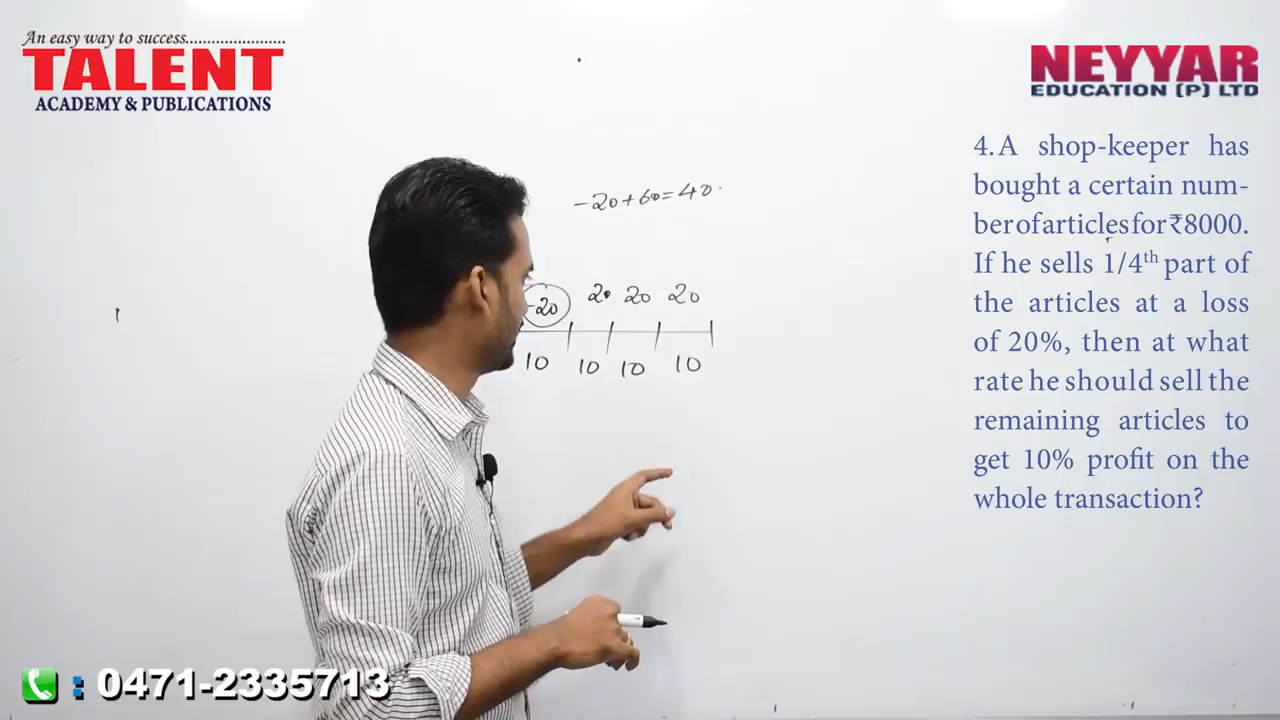 An easy way to success.......................
TALENT
ACADEMY & PUBLICATIONS
NEYYAR
EDUCATION (P) LTD
4. A shop-keeper has
bought a certain num-
ber of articles for ₹8000.
If he sells 1/4th part of
the articles at a loss
of 20%, then at what
rate he should sell the
remaining articles to
get 10% profit on the
whole transaction?
-20+60=40.
-20 20 20 20
10 10 10 10
: 0471-2335713